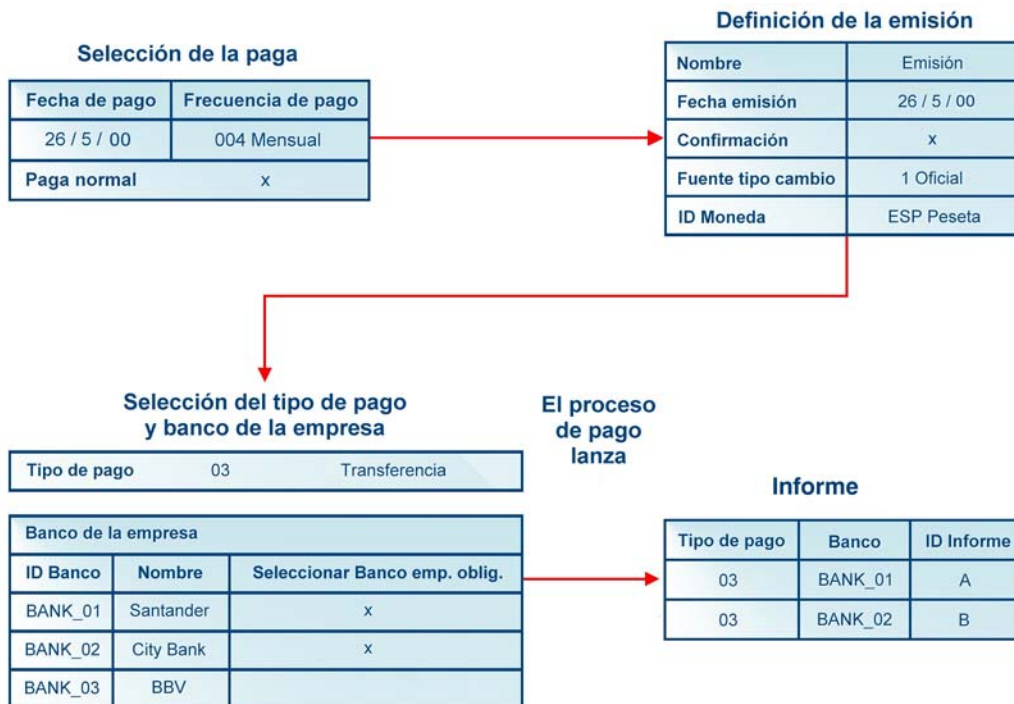 Selección de la paga
Fecha de pago Frecuencia de pago
26 / 5 / 00 004 Mensual
Paga normal x
Definición de la emisión
Nombre Emisión
Fecha emisión 26 / 5 / 00
Confirmación x
Fuente tipo cambio 1 Oficial
ID Moneda ESP Peseta
Selección del tipo de pago
y banco de la empresa
Tipo de pago 03 Transferencia
Banco de la empresa
ID Banco Nombre Seleccionar Banco emp. oblig.
BANK_01 Santander x
BANK_02 City Bank x
BANK_03 BBV
El proceso
de pago
lanza
Informe
Tipo de pago Banco ID Informe
03 BANK_01 A
03 BANK_02 B